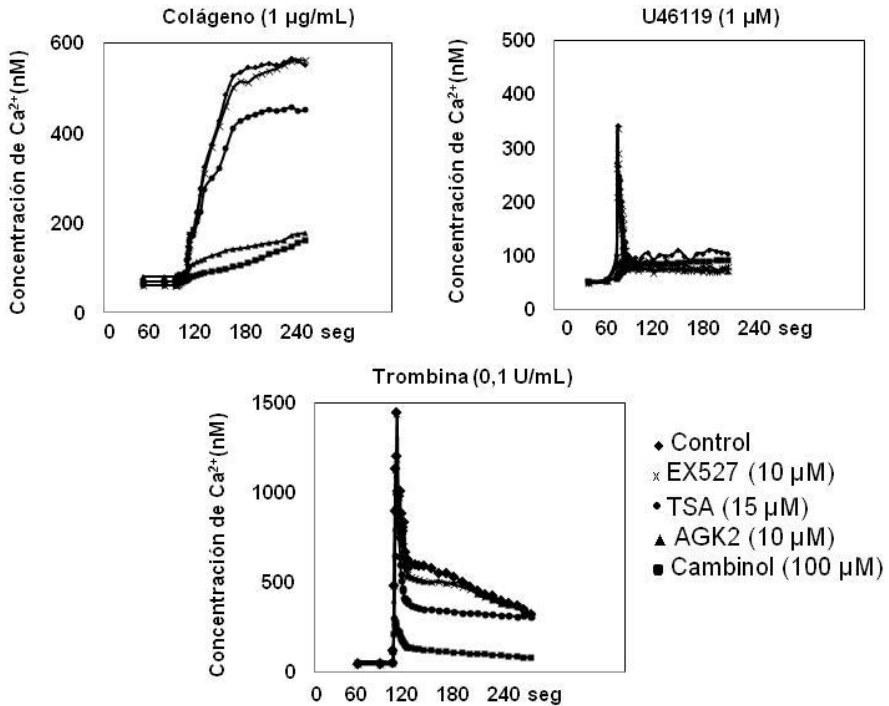 Colágeno (1 µg/mL)
Concentración de Ca²⁺(nM)
600
400
200
0
0 60 120 180 240 seg
U46119 (1 µM)
Concentración de Ca²⁺(nM)
500
400
300
200
100
0
0 60 120 180 240 seg
Trombina (0,1 U/mL)
Concentración de Ca²⁺(nM)
1500
1000
500
0
0 60 120 180 240 seg
Control
EX527 (10 µM)
TSA (15 µM)
AGK2 (10 µM)
Cambinol (100 µM)